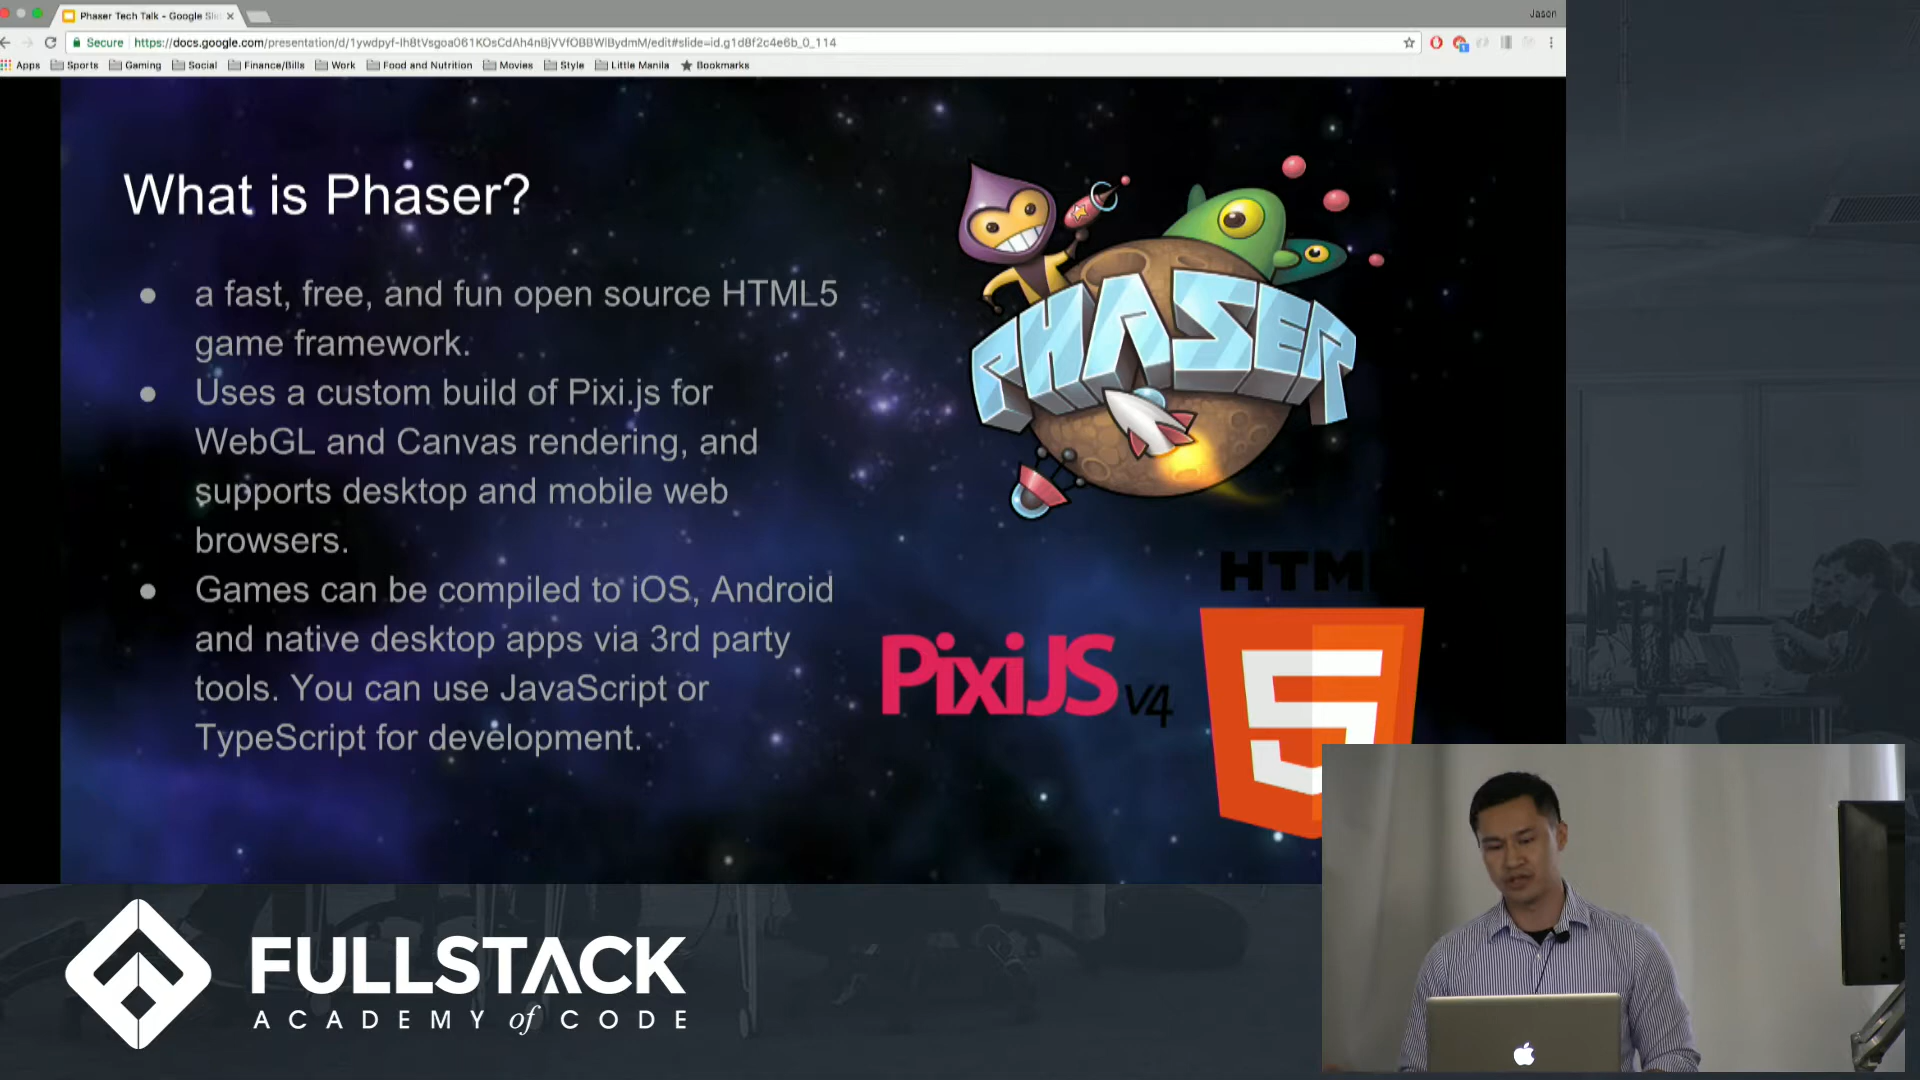 Phaser Tech Talk - Google Sli
Jason
Secure
https://docs.google.com/presentation/d/1ywdpyf-Ih8tVsgoa061KOsCdAh4nBjVVfOBBWlBydmM/edit#slide=id.g1d8f2c4e6b_0_114
Apps Sports Gaming Social Finance/Bills Work Food and Nutrition Movies Style Little Manila Bookmarks
What is Phaser?
● a fast, free, and fun open source HTML5
game framework.
● Uses a custom build of Pixi.js for
WebGL and Canvas rendering, and
supports desktop and mobile web
browsers.
● Games can be compiled to iOS, Android
and native desktop apps via 3rd party
tools. You can use JavaScript or
TypeScript for development.
PHASER
HTM
PixiJS v4
5
FULLSTACK
ACADEMY of CODE